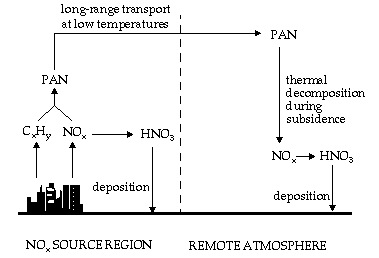 long-range transport
at low temperatures
PAN
PAN
thermal
decomposition
during
subsidence
CxHy NOx HNO3
NOx HNO3
deposition
deposition
NOx SOURCE REGION REMOTE ATMOSPHERE